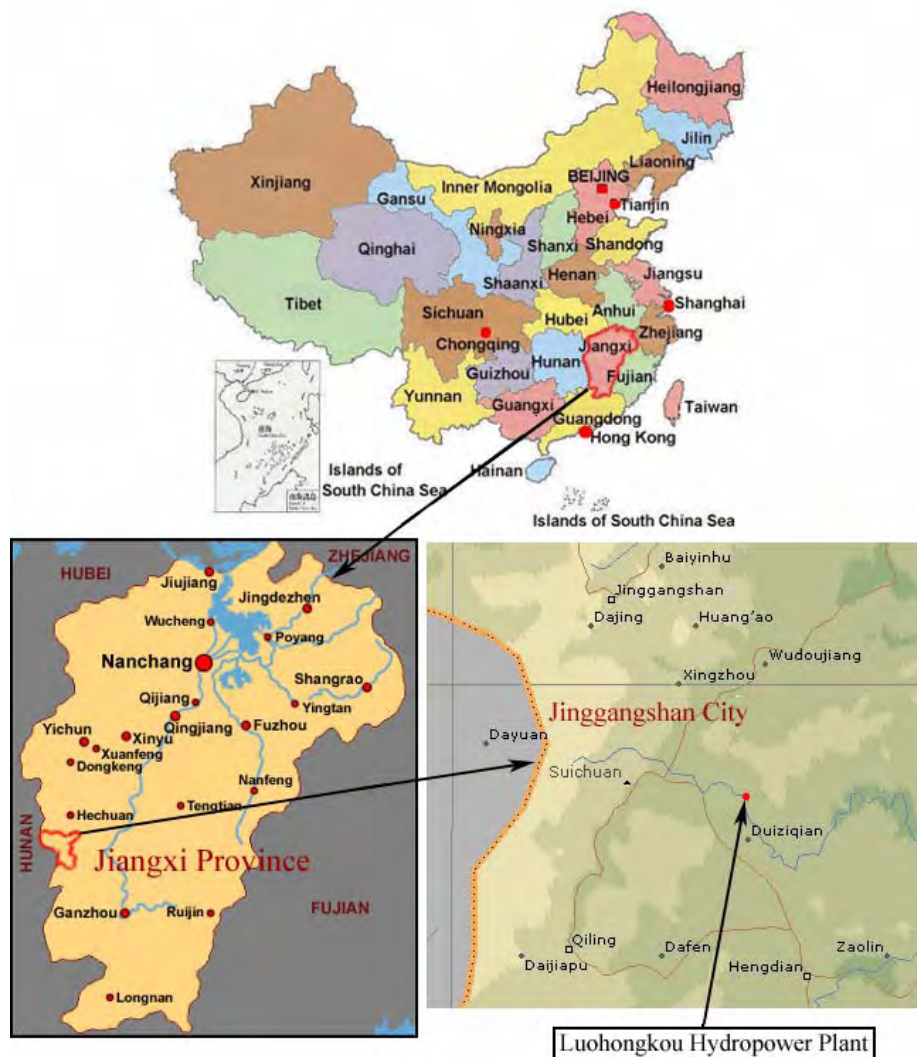 Heilongjiang
Jilin
Liaoning
Xinjiang
BEIJING
Inner Mongolia
Gansu
Tianjin
Hebei
Ningxia
Shanxi
Shandong
Qinghai
Henan
Jiangsu
Shaanxi
Tibet
Shanghai
Sichuan
Anhui
Hubei
Zhejiang
Chongqing
Jiangxi
Hunan
Guizhou
Fujian
Yunnan
Guangxi
Taiwan
Guangdong
Hong Kong
Hainan
Islands of
South China Sea
Islands of South China Sea
ZHEJIANG
HUBEI
Jiujiang
Jingdezhen
Wucheng
Poyang
Nanchang
Shangrao
Qijiang
Yingtan
Qingjiang
Fuzhou
Yichun
Xinyu
Xuanfeng
Dongkeng
Nanfeng
Tengtian
Hechuan
HUNAN
Jiangxi Province
Ganzhou
Ruijin
FUJIAN
Longnan
Baiyinhu
Jinggangshan
Dajing
Huang'ao
Wudoujiang
Xingzhou
Jinggangshan City
Dayuan
Suichuan
Duiziqian
Qiling
Dafen
Zaolin
Daijiapu
Hengdian
Luohongkou Hydropower Plant